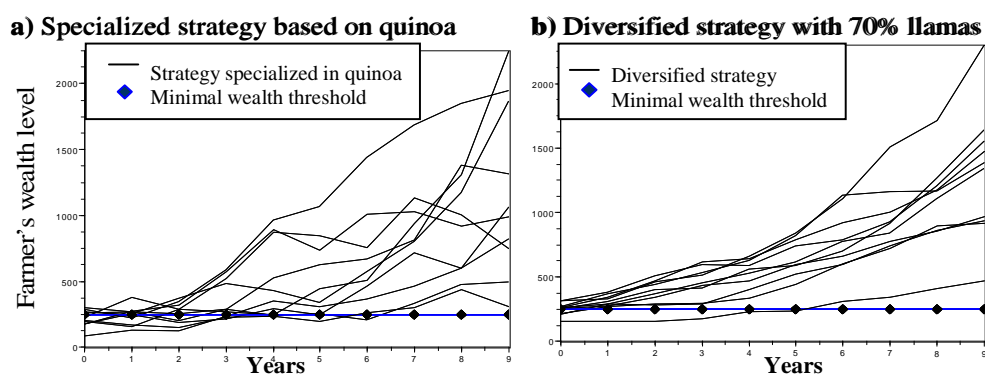 a) Specialized strategy based on quinoa
Strategy specialized in quinoa
Minimal wealth threshold
Farmer's wealth level
2000
1500
1000
500
0
0 1 2 3 4 5 6 7 8 9
Years
b) Diversified strategy with 70% llamas
Diversified strategy
Minimal wealth threshold
2000
1500
1000
500
0
0 1 2 3 4 5 6 7 8 9
Years